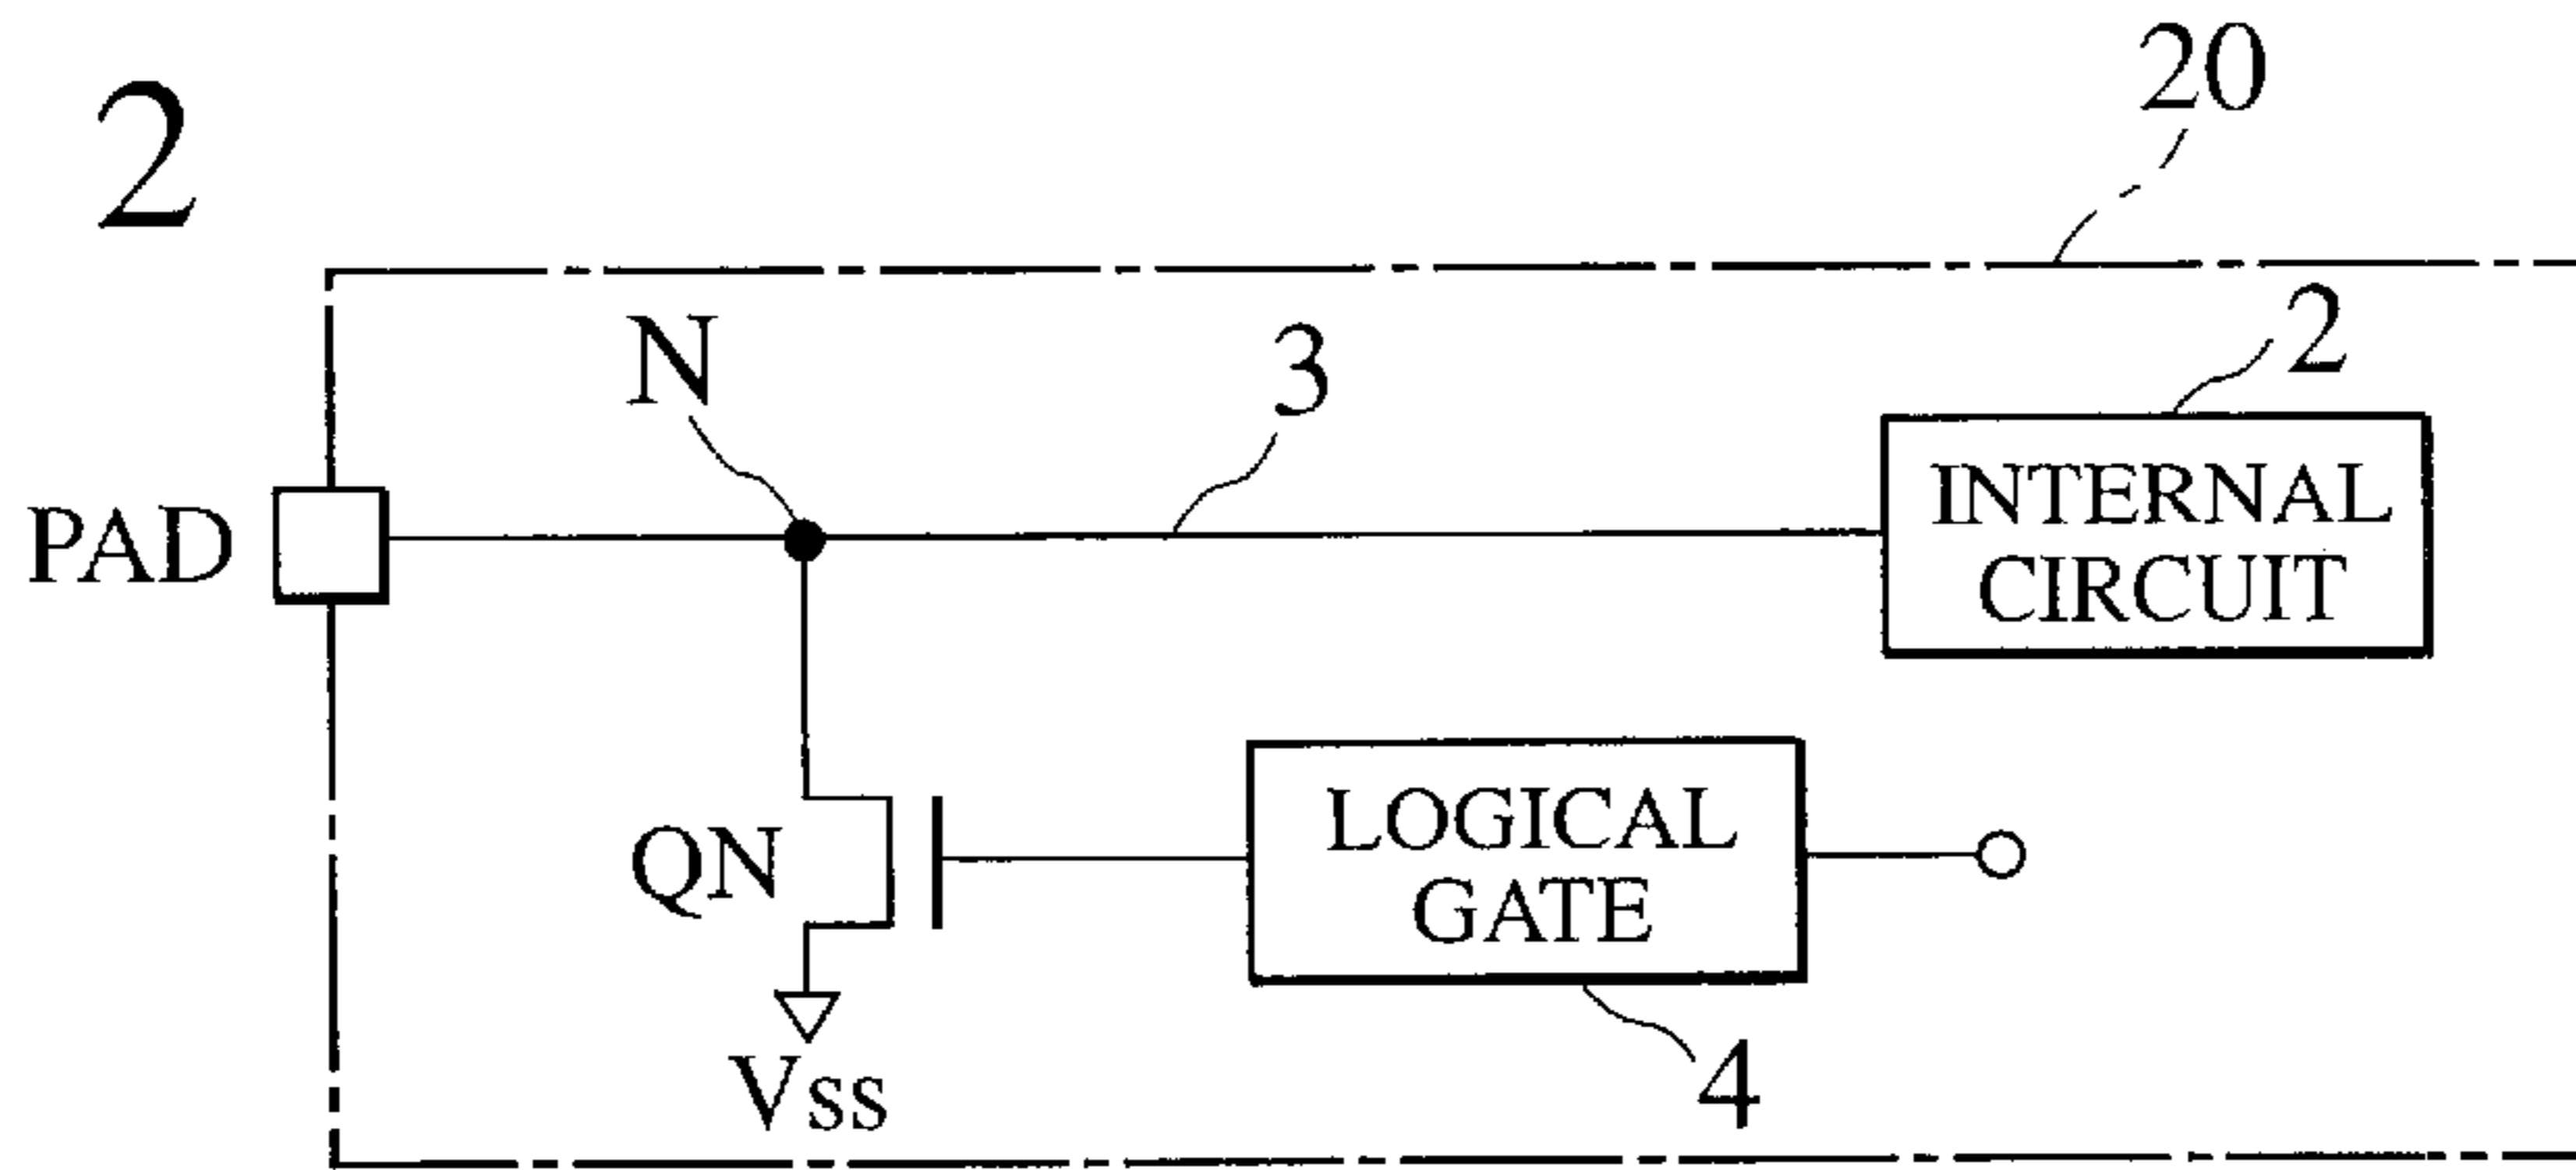 2
20
2
N
3
PAD
INTERNAL
CIRCUIT
QN
LOGICAL
GATE
VSS
4